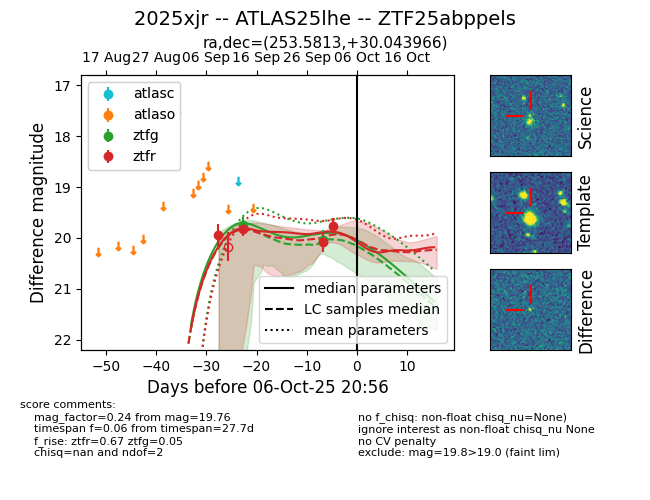 2025xjr -- ATLAS25lhe -- ZTF25abppels
ra,dec=(253.5813,+30.043966)
17 Aug 27 Aug 06 Sep 16 Sep 26 Sep 06 Oct 16 Oct
atlasc
atlaso
ztfg
ztfr
17
18
19
20
21
22
Difference magnitude
median parameters
LC samples median
mean parameters
−50 −40 −30 −20 −10 0 10
Days before 06-Oct-25 20:56
Science
Template
Difference
score comments:
mag_factor=0.24 from mag=19.76
timespan f=0.06 from timespan=27.7d
f_rise: ztfr=0.67 ztfg=0.05
chisq=nan and ndof=2
no f_chisq: non-float chisq_nu=None)
ignore interest as non-float chisq_nu None
no CV penalty
exclude: mag=19.8>19.0 (faint lim)